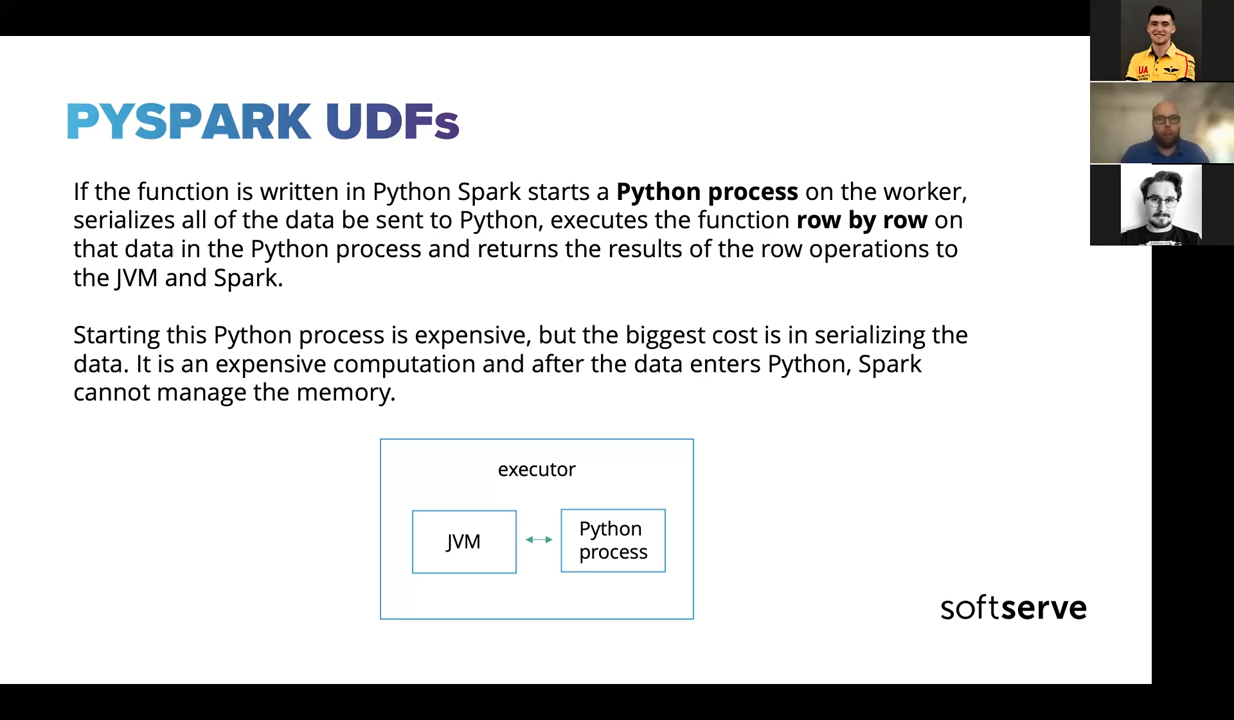 PYSPARK UDFs
If the function is written in Python Spark starts a Python process on the worker,
serializes all of the data be sent to Python, executes the function row by row on
that data in the Python process and returns the results of the row operations to
the JVM and Spark.
Starting this Python process is expensive, but the biggest cost is in serializing the
data. It is an expensive computation and after the data enters Python, Spark
cannot manage the memory.
executor
JVM
Python
process
softserve
UA